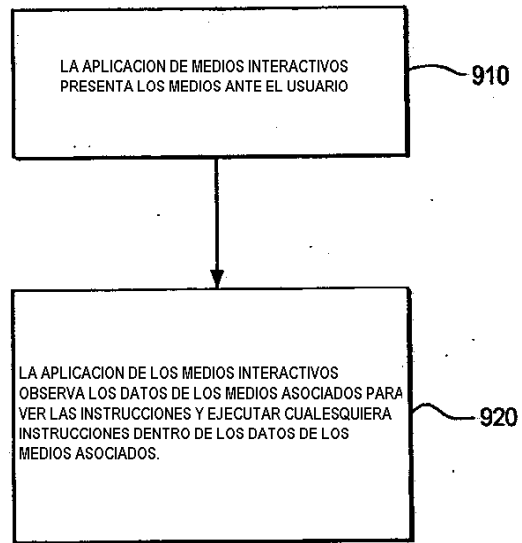 LA APLICACION DE MEDIOS INTERACTIVOS
PRESENTA LOS MEDIOS ANTE EL USUARIO
910
LA APLICACION DE LOS MEDIOS INTERACTIVOS
OBSERVA LOS DATOS DE LOS MEDIOS ASOCIADOS PARA
VER LAS INSTRUCCIONES Y EJECUTAR CUALESQUIERA
INSTRUCCIONES DENTRO DE LOS DATOS DE LOS
MEDIOS ASOCIADOS.
920